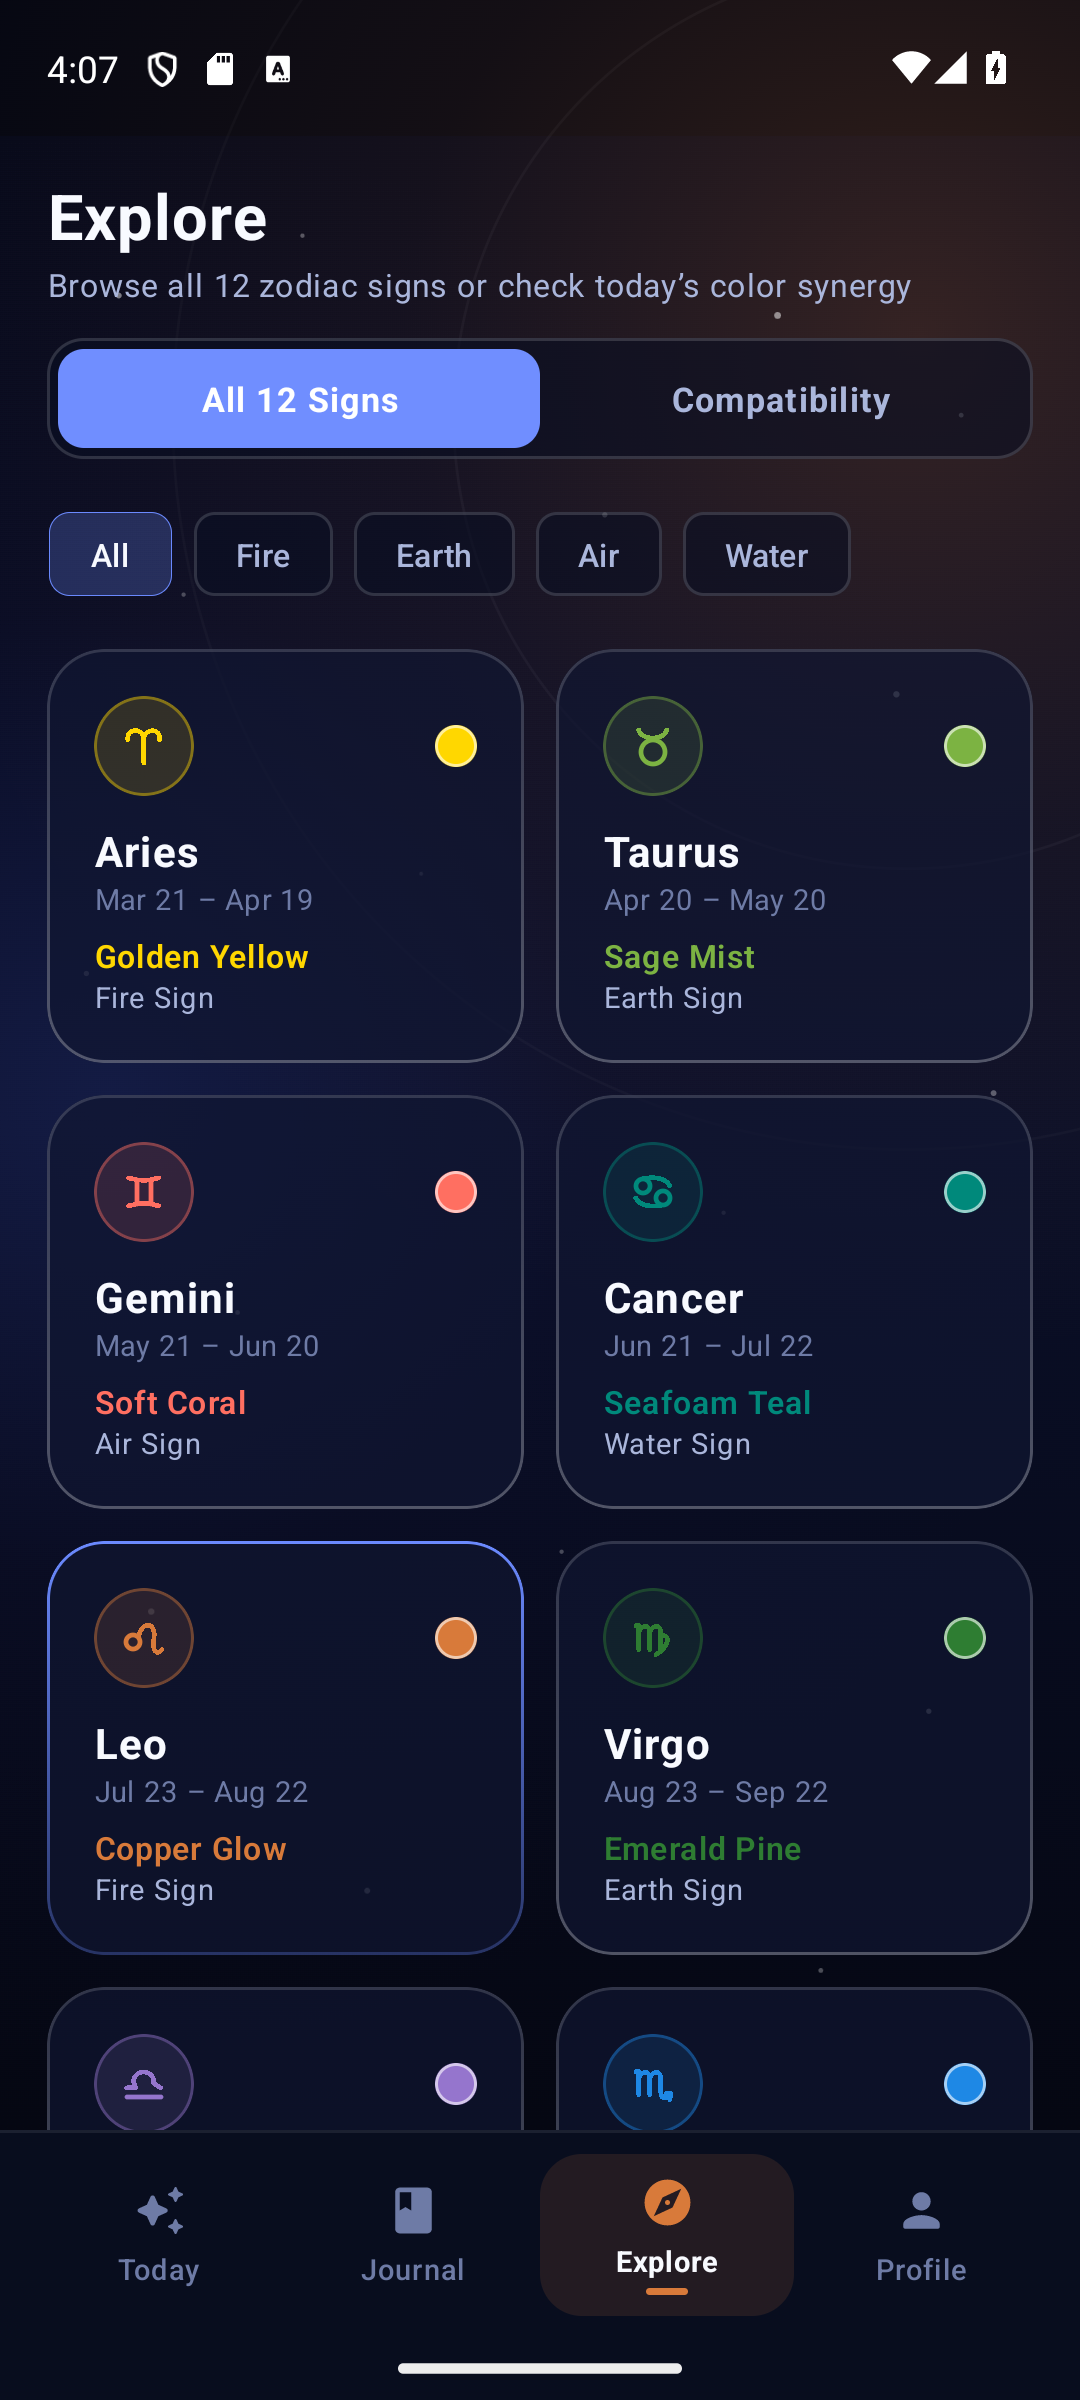 4:07
Explore
Browse all 12 zodiac signs or check today’s color synergy
All 12 Signs
Compatibility
All
Fire
Earth
Air
Water
Aries
Mar 21 – Apr 19
Golden Yellow
Fire Sign
Taurus
Apr 20 – May 20
Sage Mist
Earth Sign
Gemini
May 21 – Jun 20
Soft Coral
Air Sign
Cancer
Jun 21 – Jul 22
Seafoam Teal
Water Sign
Leo
Jul 23 – Aug 22
Copper Glow
Fire Sign
Virgo
Aug 23 – Sep 22
Emerald Pine
Earth Sign
Today
Journal
Explore
Profile